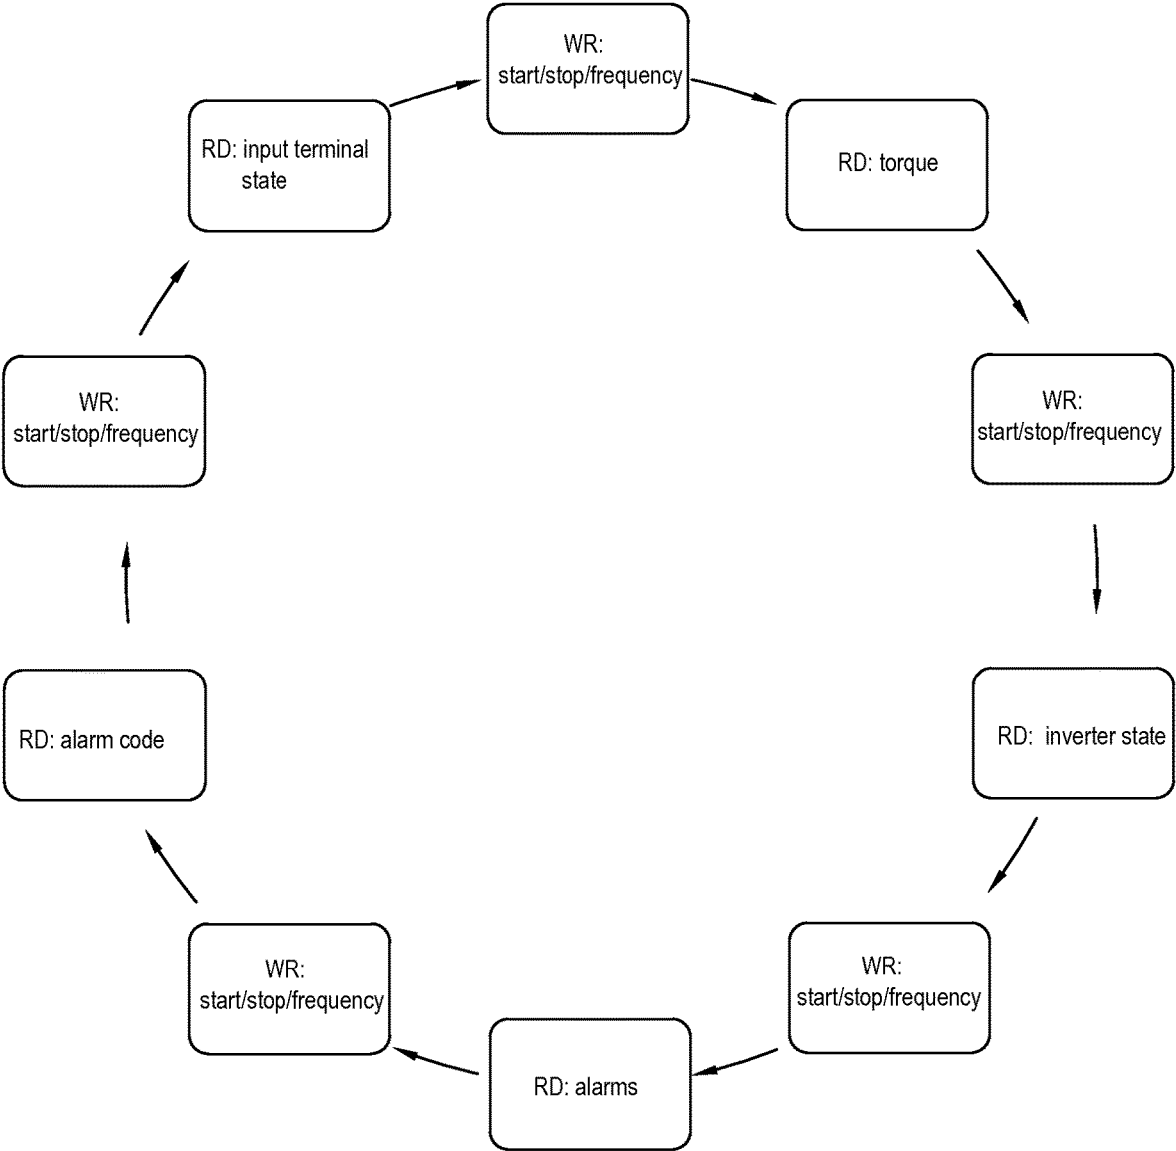 WR:
start/stop/frequency
RD: torque
WR:
start/stop/frequency
RD: inverter state
WR:
start/stop/frequency
RD: alarms
WR:
start/stop/frequency
RD: alarm code
WR:
start/stop/frequency
RD: input terminal
state